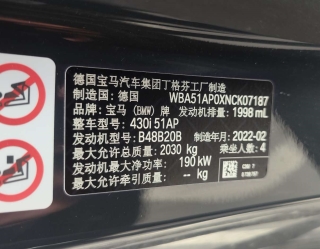 德国宝马汽车集团丁格芬工厂制造
制造国：德国 WBA51AP0XNCK07187
品牌：宝马 (BMW) 牌 发动机排量：1998 mL
整车型号：430i 51AP
发动机型号：B48B20B 制造年月：2022-02
最大允许总质量：2030 kg 乘坐人数：4
发动机最大净功率：190 kW
最大允许牵引质量：-- kg